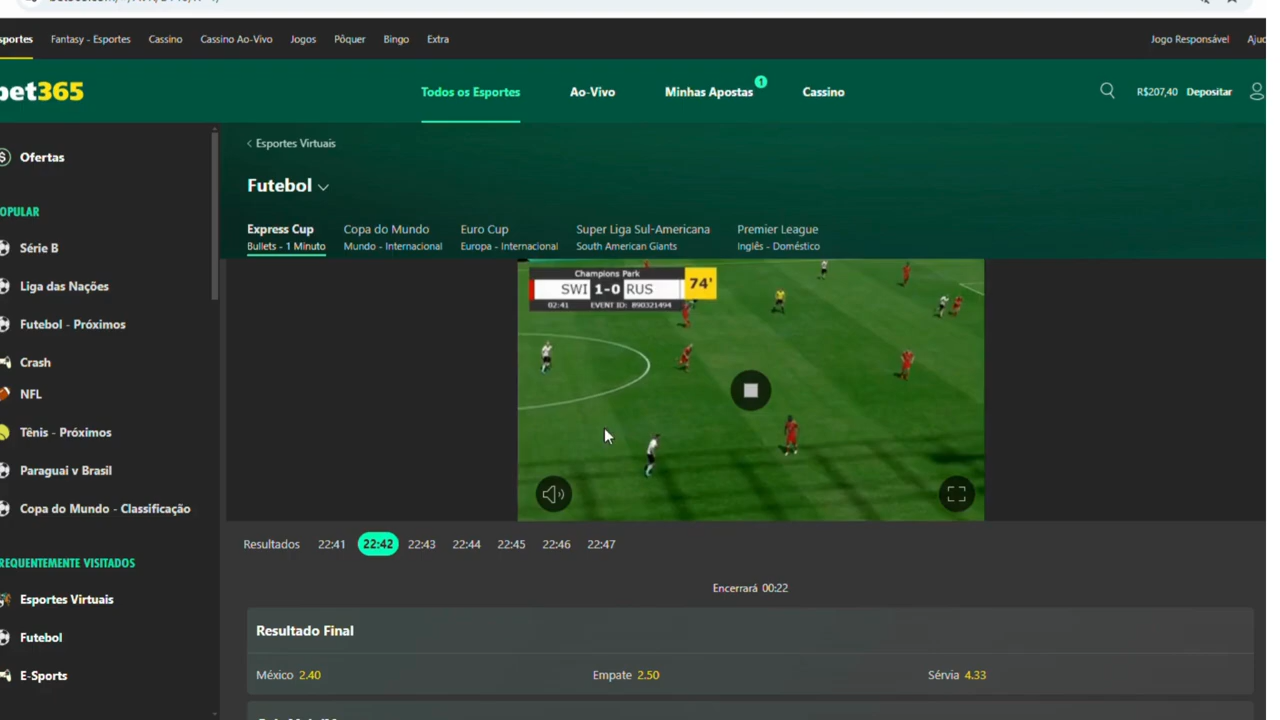 sportes Fantasy - Esportes Cassino Cassino Ao-Vivo Jogos Pôquer Bingo Extra Jogo Responsável Ajud
bet365 Todos os Esportes Ao-Vivo Minhas Apostas 1 Cassino R$207,40 Depositar
Ofertas
OPULAR
Série B
Liga das Nações
Futebol - Próximos
Crash
NFL
Tênis - Próximos
Paraguai v Brasil
Copa do Mundo - Classificação
REQUENTEMENTE VISITADOS
Esportes Virtuais
Futebol
E-Sports
Esportes Virtuais
Futebol
Express Cup Copa do Mundo Euro Cup Super Liga Sul-Americana Premier League
Bullets - 1 Minuto Mundo - Internacional Europa - Internacional South American Giants Inglês - Doméstico
Champions Park
SWI 1-0 RUS 74'
02:41 EVENT ID: 890321494
Resultados 22:41 22:42 22:43 22:44 22:45 22:46 22:47
Encerrará 00:22
Resultado Final
México 2.40 Empate 2.50 Sérvia 4.33